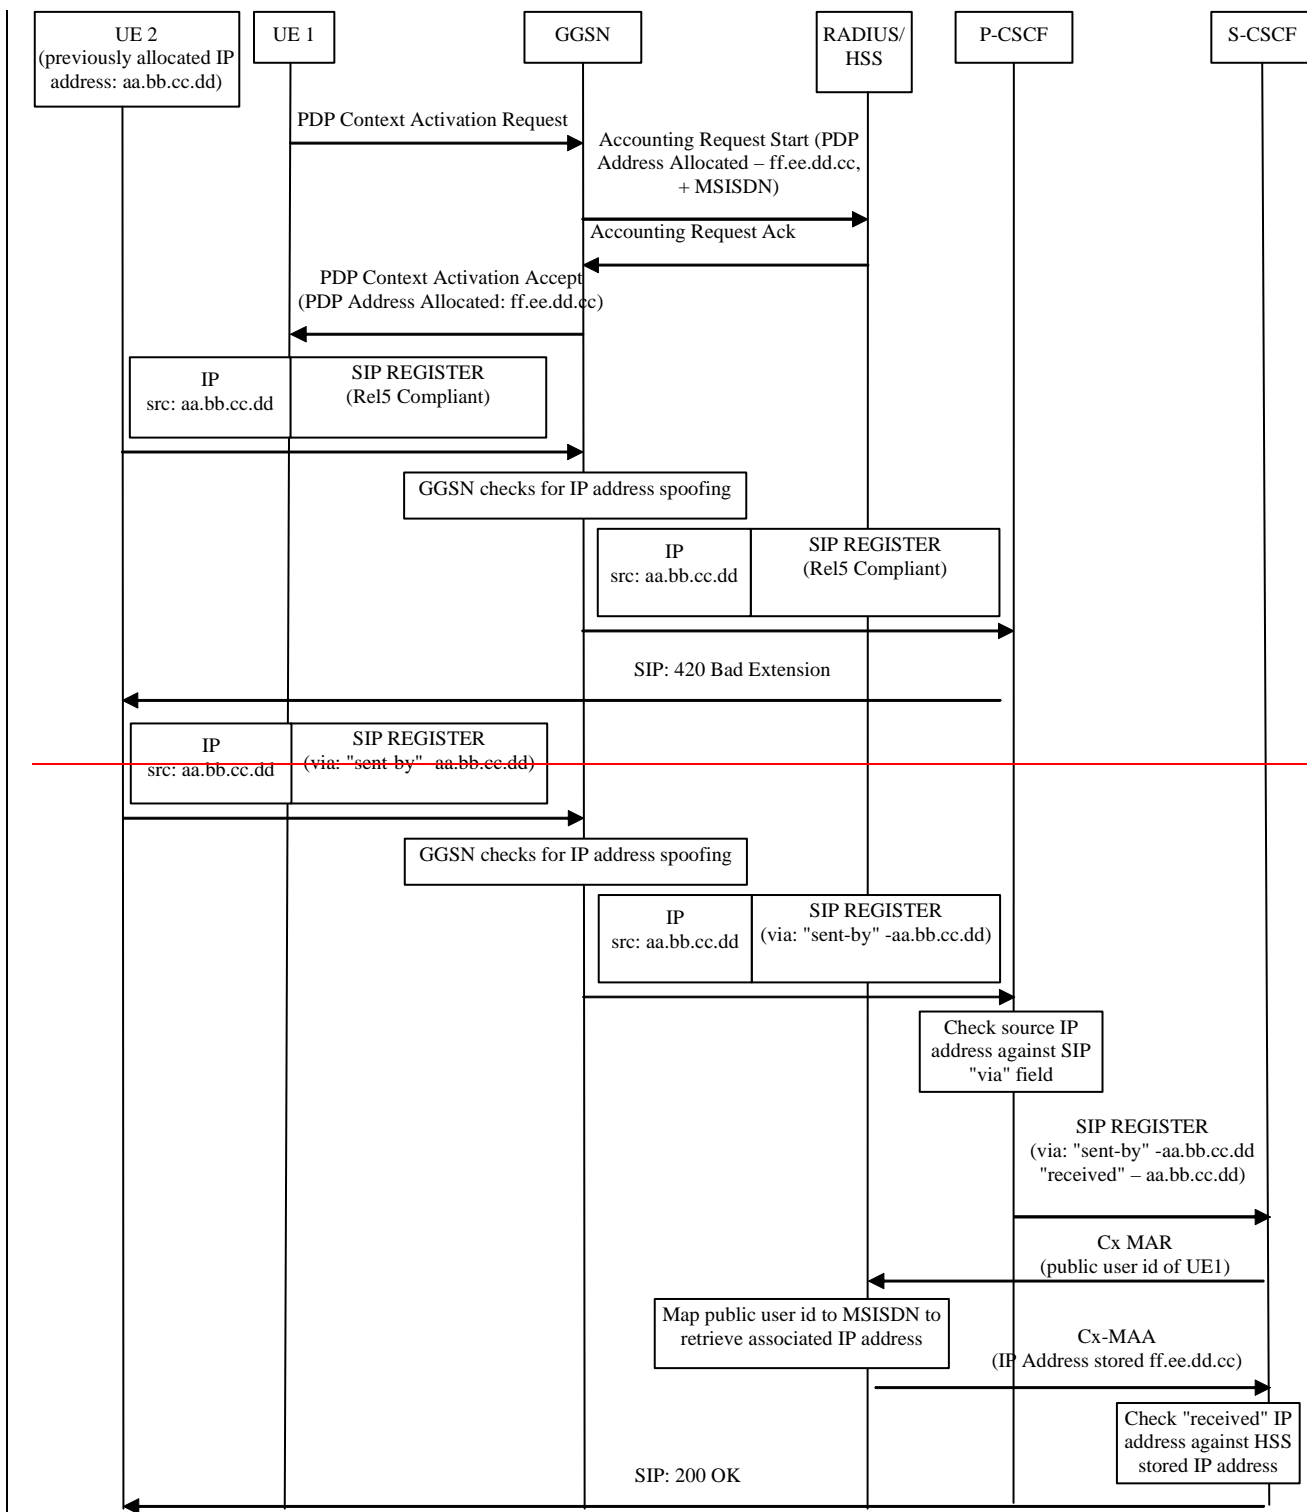 UE 2
(previously allocated IP
address: aa.bb.cc.dd)
UE 1
GGSN
RADIUS/
HSS
P-CSCF
S-CSCF
PDP Context Activation Request
Accounting Request Start (PDP
Address Allocated – ff.ee.dd.cc,
+ MSISDN)
Accounting Request Ack
PDP Context Activation Accept
(PDP Address Allocated: ff.ee.dd.cc)
IP
src: aa.bb.cc.dd
SIP REGISTER
(Rel5 Compliant)
GGSN checks for IP address spoofing
IP
src: aa.bb.cc.dd
SIP REGISTER
(Rel5 Compliant)
SIP: 420 Bad Extension
IP
src: aa.bb.cc.dd
SIP REGISTER
(via: "sent-by" -aa.bb.cc.dd)
GGSN checks for IP address spoofing
IP
src: aa.bb.cc.dd
SIP REGISTER
(via: "sent-by" -aa.bb.cc.dd)
Check source IP
address against SIP
"via" field
SIP REGISTER
(via: "sent-by" -aa.bb.cc.dd
"received" – aa.bb.cc.dd)
Cx MAR
(public user id of UE1)
Map public user id to MSISDN to
retrieve associated IP address
Cx-MAA
(IP Address stored ff.ee.dd.cc)
Check "received" IP
address against HSS
stored IP address
SIP: 200 OK